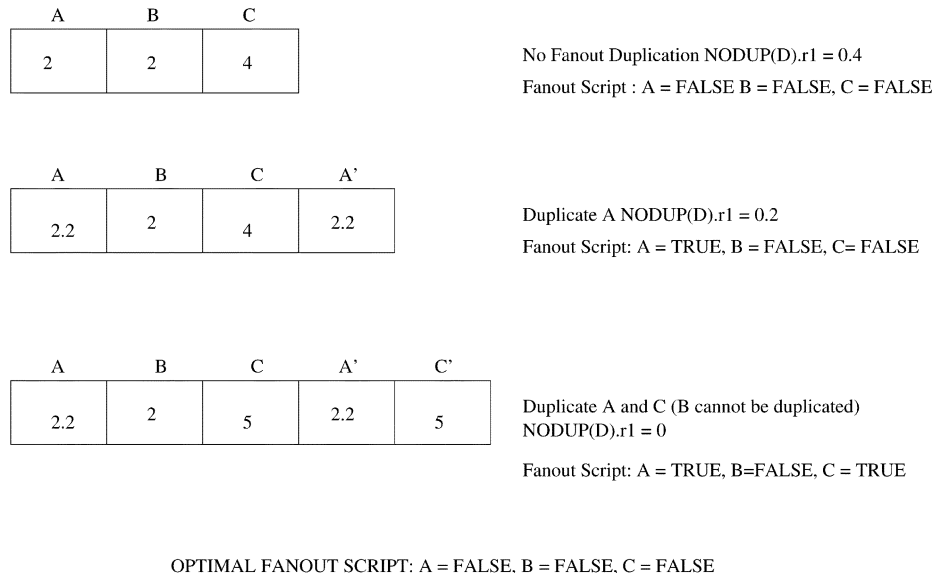 A B C
2 2 4
No Fanout Duplication NODUP(D).r1 = 0.4
Fanout Script : A = FALSE B = FALSE, C = FALSE
A B C A’
2.2 2 4 2.2
Duplicate A NODUP(D).r1 = 0.2
Fanout Script: A = TRUE, B = FALSE, C= FALSE
A B C A’ C’
2.2 2 5 2.2 5
Duplicate A and C (B cannot be duplicated)
NODUP(D).r1 = 0
Fanout Script: A = TRUE, B=FALSE, C = TRUE
OPTIMAL FANOUT SCRIPT: A = FALSE, B = FALSE, C = FALSE